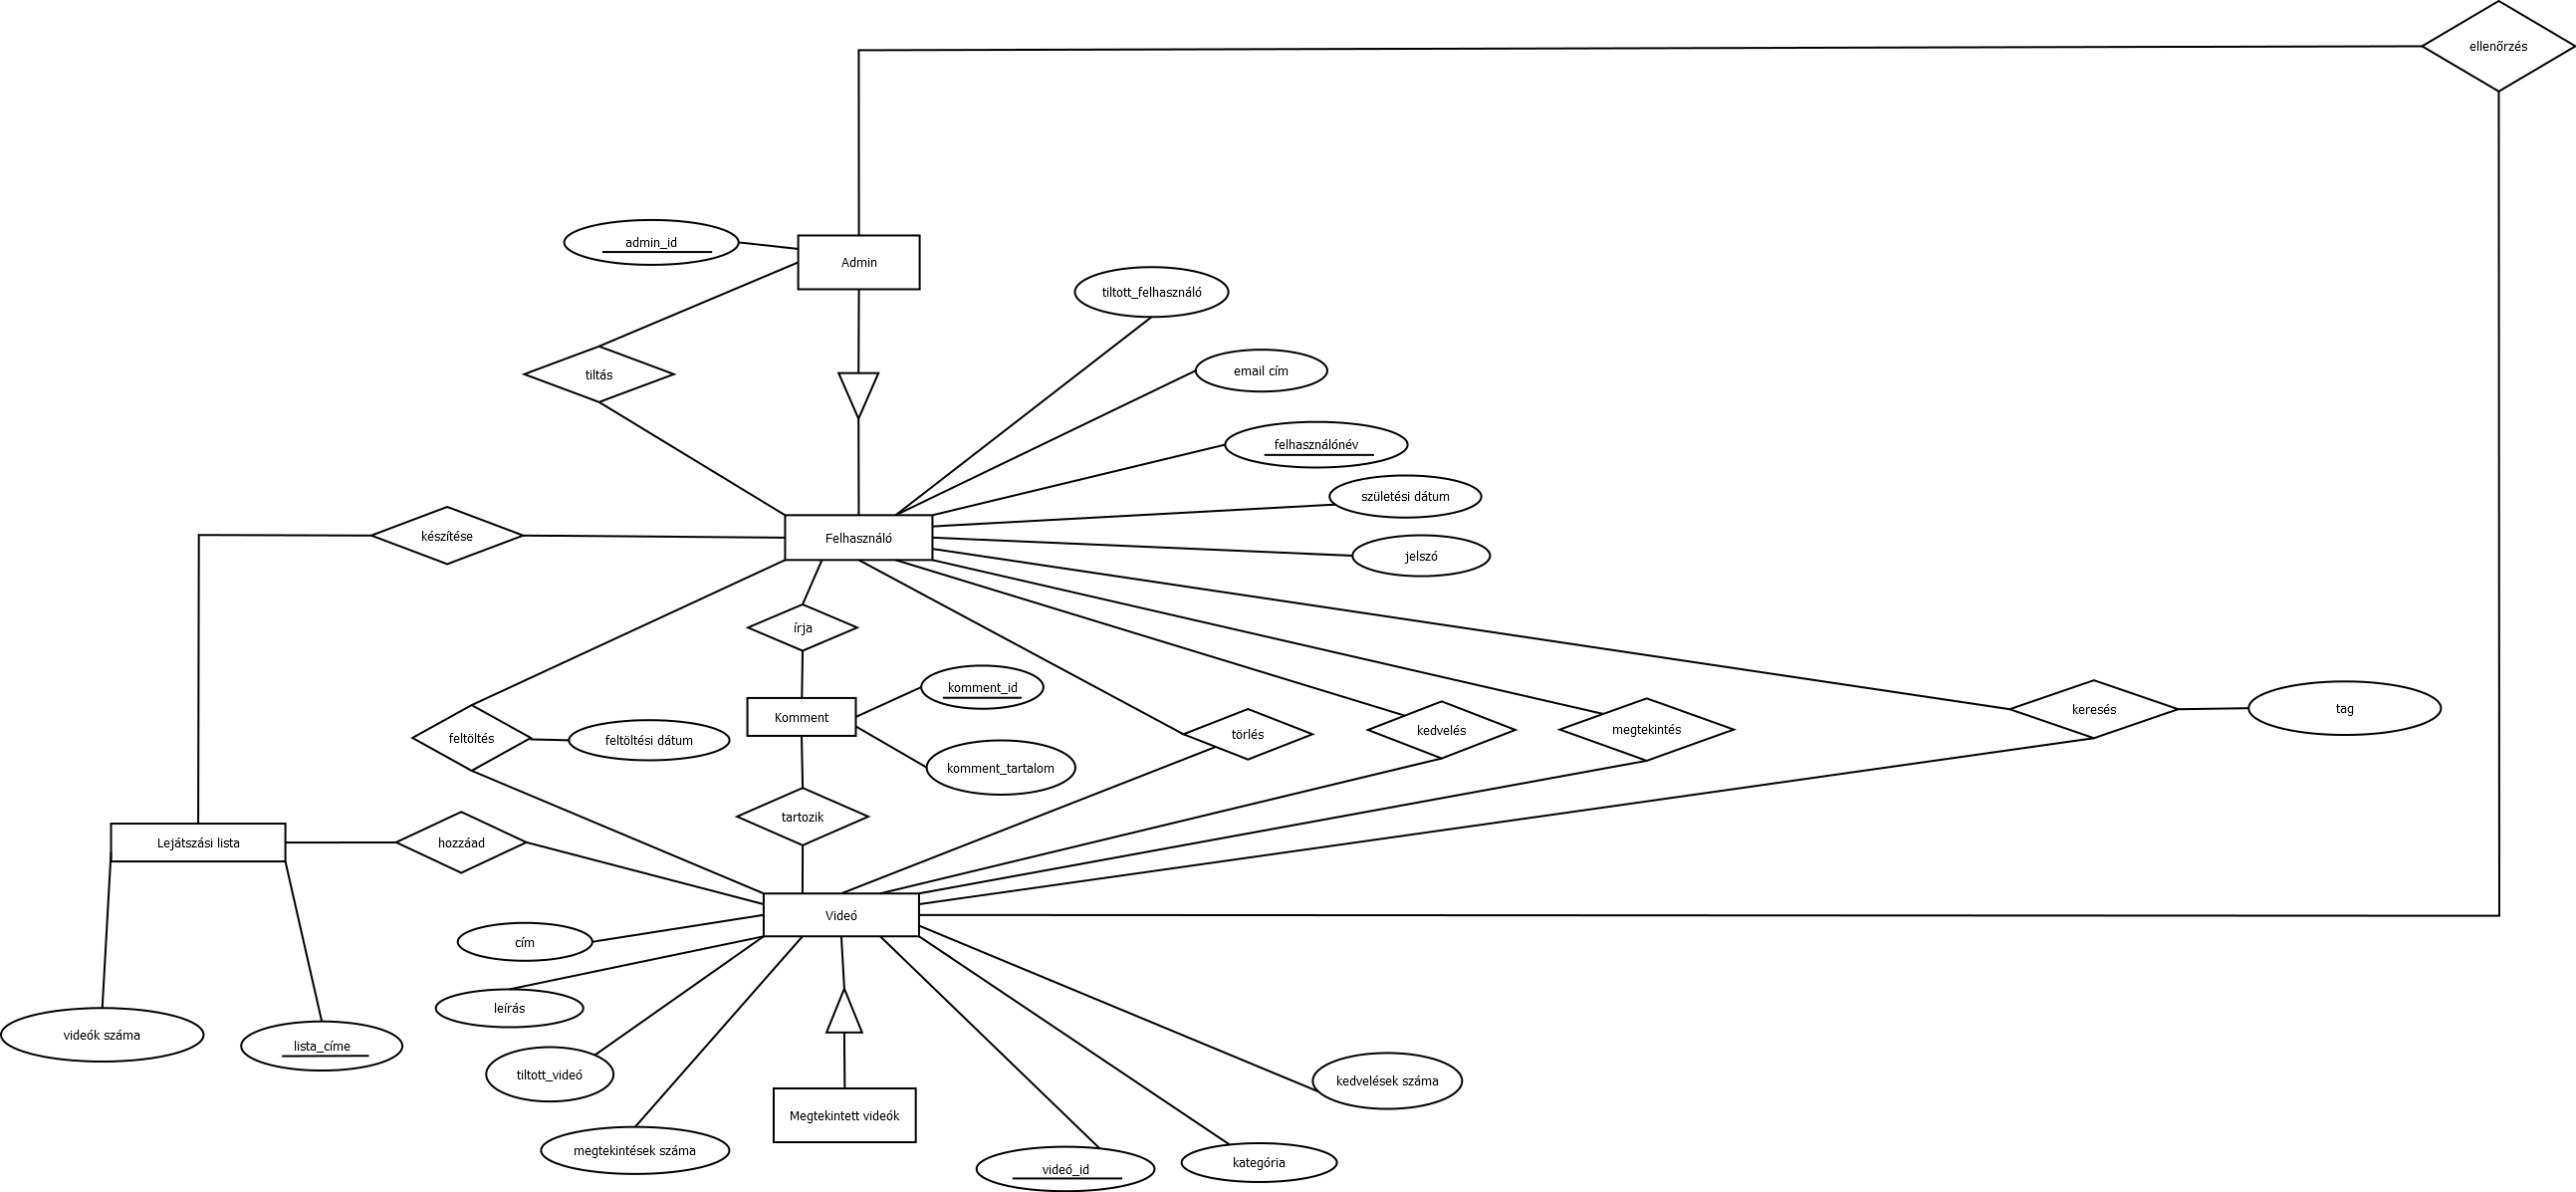 ellenőrzés
admin_id
Admin
tiltott_felhasználó
email cím
tiltás
felhasználónév
születési dátum
készítése
Felhasználó
jelszó
írja
komment_id
Komment
keresés
tag
feltöltés
feltöltési dátum
törlés
kedvelés
megtekintés
komment_tartalom
tartozik
Lejátszási lista
hozzáad
Videó
cím
leírás
videók száma
lista_címe
tiltott_videó
kedvelések száma
Megtekintett videók
megtekintések száma
videó_id
kategória